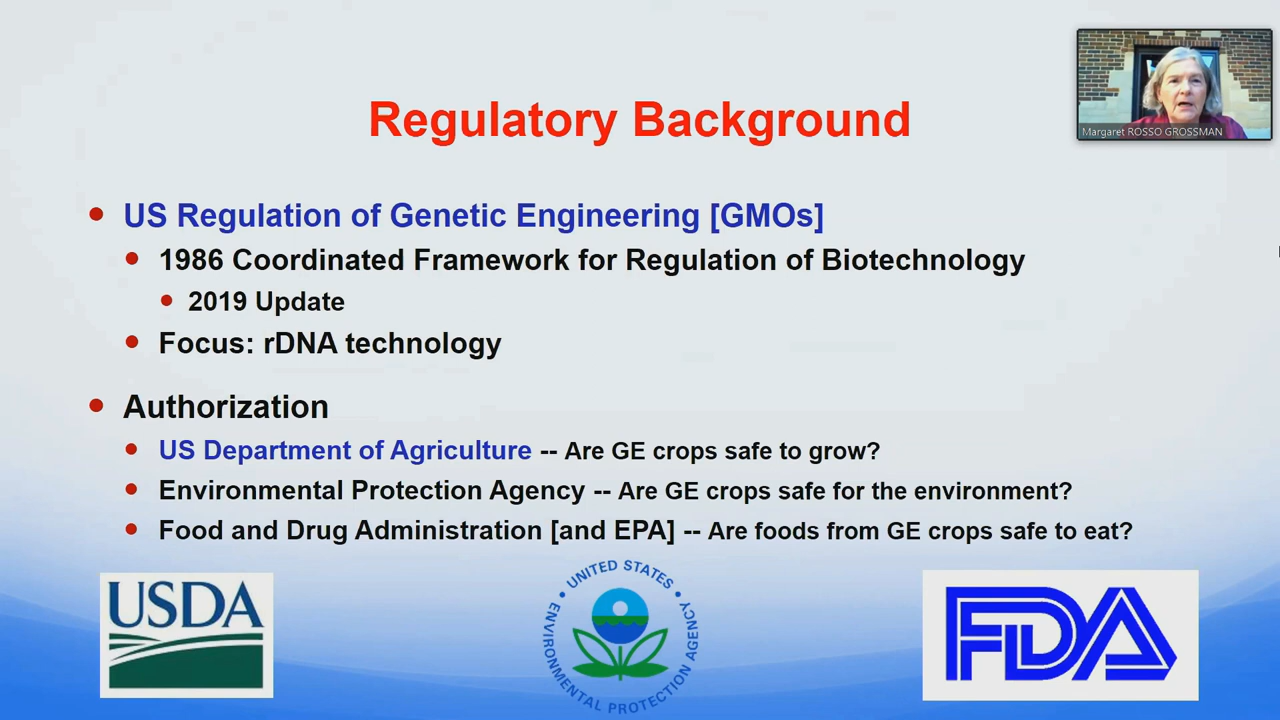 Regulatory Background
Margaret ROSSO GROSSMAN
US Regulation of Genetic Engineering [GMOs]
1986 Coordinated Framework for Regulation of Biotechnology
2019 Update
Focus: rDNA technology
Authorization
US Department of Agriculture -- Are GE crops safe to grow?
Environmental Protection Agency -- Are GE crops safe for the environment?
Food and Drug Administration [and EPA] -- Are foods from GE crops safe to eat?
USDA
UNITED STATES
ENVIRONMENTAL PROTECTION AGENCY
FDA